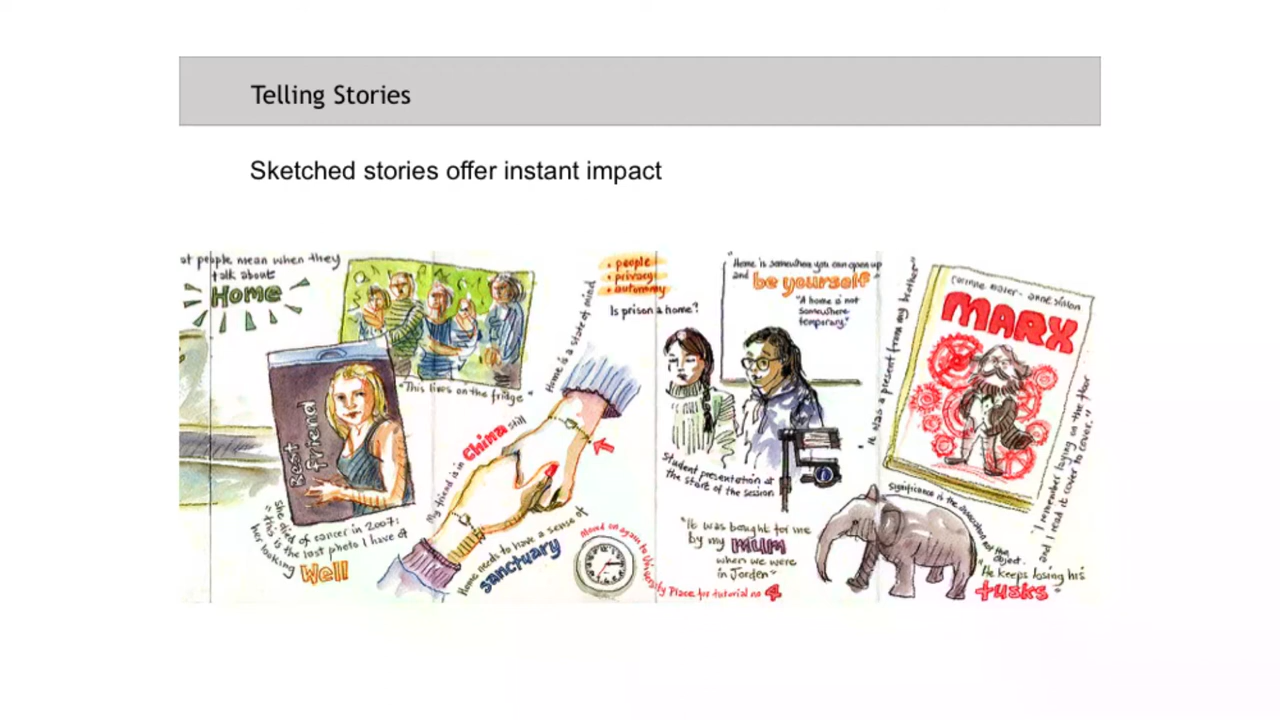 Telling Stories
Sketched stories offer instant impact
at people mean when they
talk about
Home
"This lives on the fridge"
Best
friend
she died of cancer in 2007:
"this is the last photo I have of
her looking
Well
My friend is in China still
Home is a state of mind
Home needs to have a sense of
sanctuary
• people
• privacy
• autonomy
Is prison a home?
Moved on again to University Place for tutorial no 4
"Home is somewhere you can open up
and be yourself
"A home is not
somewhere
temporary."
Student presentation at
the start of the session
"It was bought for me
by my mum
when we were
in Jorden"
"It was a present from my brother"
corinne maier - anne simon
MARX
"I remember laying on the floor
and I read it cover to cover."
Significance is the association not the
object.
"He keeps losing his
tusks"